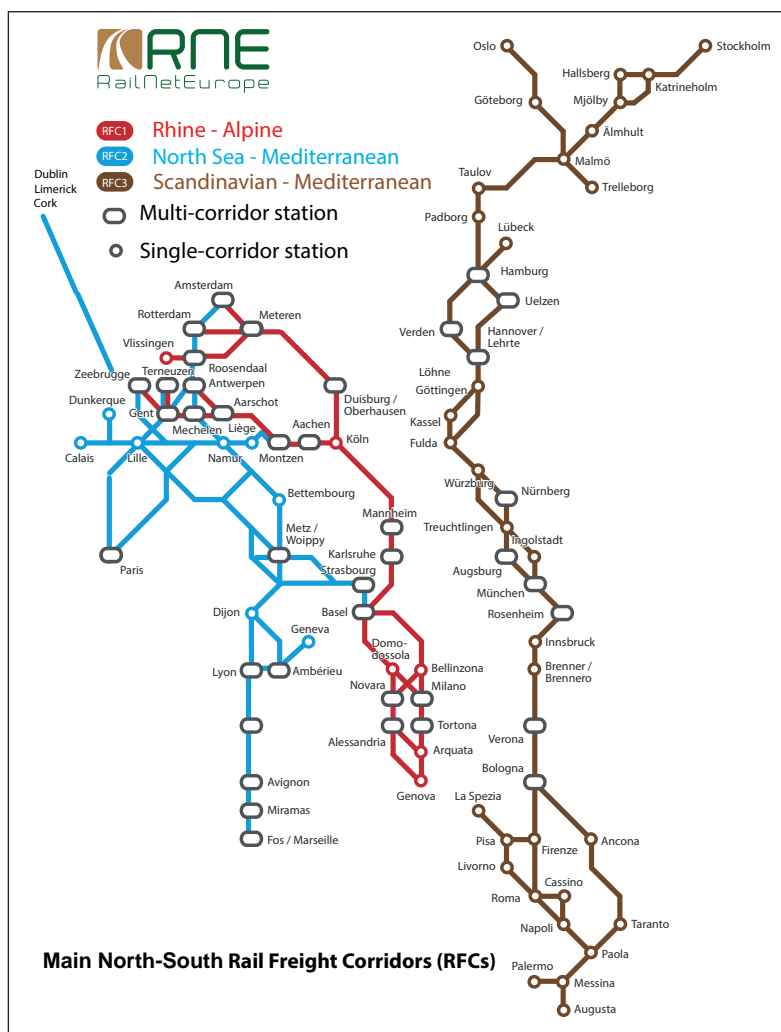 RNE
RailNetEurope
RFC1 Rhine - Alpine
RFC2 North Sea - Mediterranean
RFC3 Scandinavian - Mediterranean
Multi-corridor station
Single-corridor station
Dublin
Limerick
Cork
Oslo
Stockholm
Hallsberg
Katrineholm
Göteborg
Mjölby
Älmhult
Malmö
Taulov
Trelleborg
Padborg
Lübeck
Hamburg
Uelzen
Verden
Hannover /
Lehrte
Löhne
Göttingen
Kassel
Fulda
Würzburg
Nürnberg
Treuchtlingen
Ingolstadt
Augsburg
München
Rosenheim
Innsbruck
Brenner /
Brennero
Verona
Bologna
La Spezia
Pisa
Firenze
Ancona
Livorno
Cassino
Roma
Napoli
Taranto
Paola
Palermo
Messina
Augusta
Amsterdam
Rotterdam
Meteren
Vlissingen
Roosendaal
Zeebrugge
Terneuzen
Antwerpen
Duisburg /
Oberhausen
Dunkerque
Gent
Aarschot
Mechelen
Liège
Aachen
Köln
Calais
Lille
Namur
Montzen
Bettembourg
Mannheim
Metz /
Woippy
Karlsruhe
Paris
Strasbourg
Basel
Dijon
Geneva
Domo-
dossola
Bellinzona
Lyon
Ambérieu
Novara
Milano
Tortona
Alessandria
Arquata
Genova
Avignon
Miramas
Fos / Marseille
Main North-South Rail Freight Corridors (RFCs)